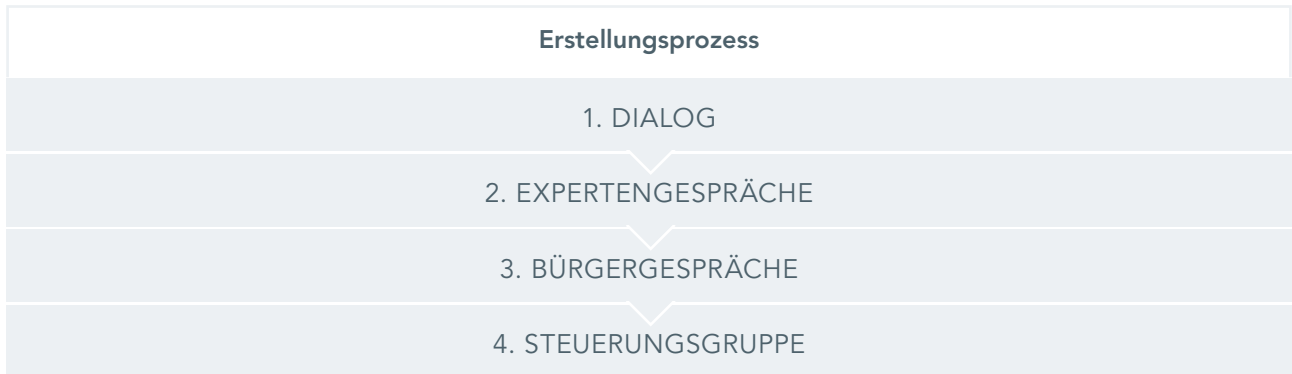 Erstellungsprozess
1. DIALOG
2. EXPERTENGESPRÄCHE
3. BÜRGERGESPRÄCHE
4. STEUERUNGSGRUPPE